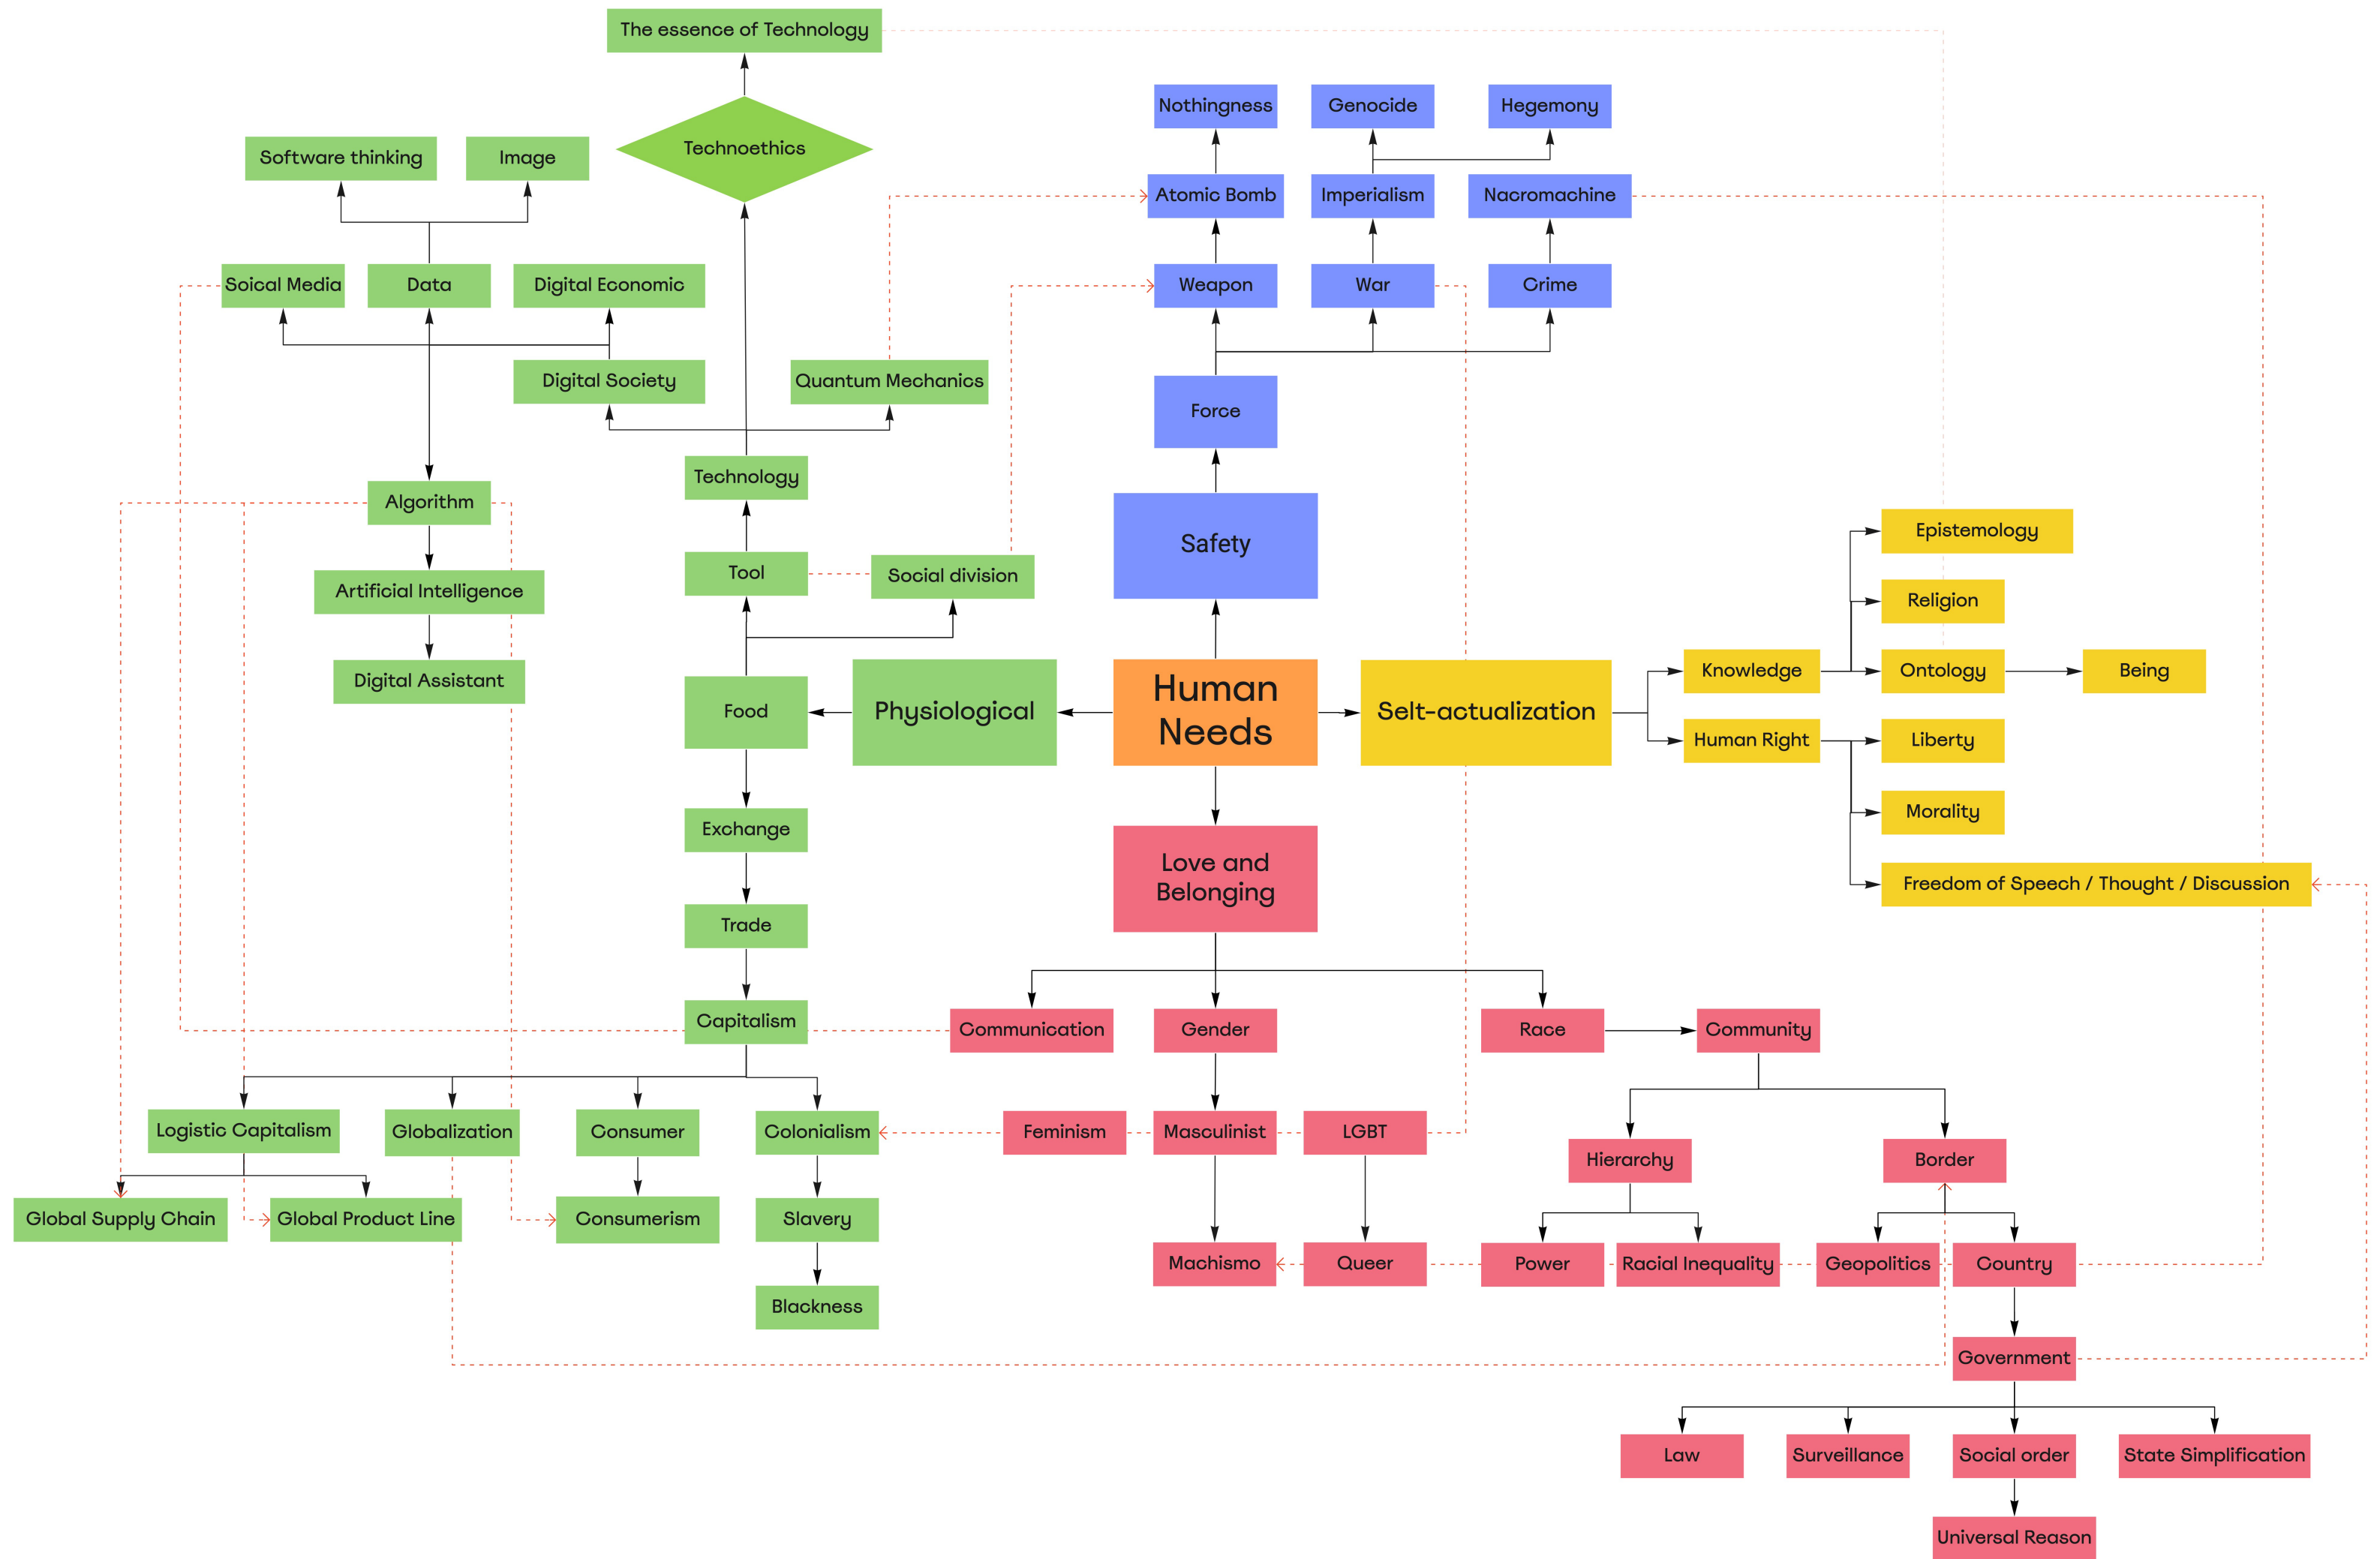 The essence of Technology
Nothingness
Genocide
Hegemony
Technoethics
Software thinking
Image
Atomic Bomb
Imperialism
Nacromachine
Soical Media
Data
Digital Economic
Weapon
War
Crime
Digital Society
Quantum Mechanics
Force
Technology
Algorithm
Safety
Epistemology
Tool
Social division
Artificial Intelligence
Religion
Digital Assistant
Food
Physiological
Human
Needs
Selt-actualization
Knowledge
Ontology
Being
Human Right
Liberty
Exchange
Morality
Love and
Belonging
Freedom of Speech / Thought / Discussion
Trade
Capitalism
Communication
Gender
Race
Community
Logistic Capitalism
Globalization
Consumer
Colonialism
Feminism
Masculinist
LGBT
Hierarchy
Border
Global Supply Chain
Global Product Line
Consumerism
Slavery
Machismo
Queer
Power
Racial Inequality
Geopolitics
Country
Blackness
Government
Law
Surveillance
Social order
State Simplification
Universal Reason